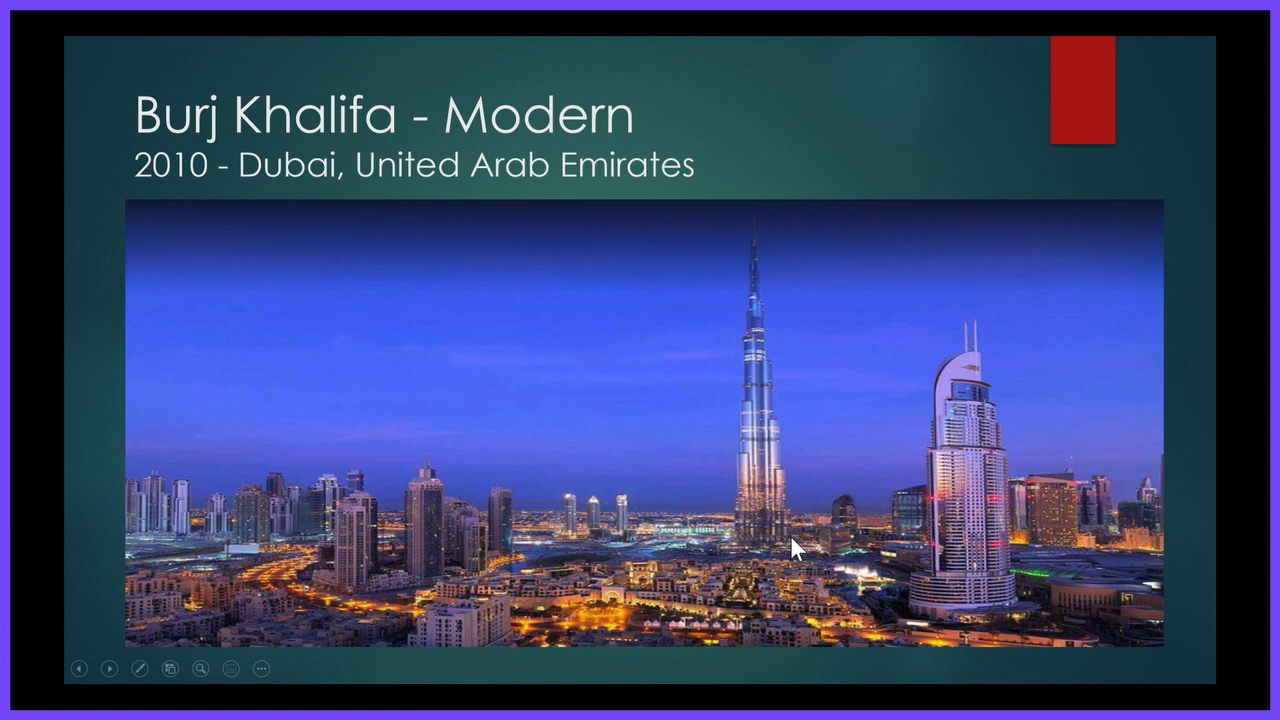 Burj Khalifa - Modern
2010 - Dubai, United Arab Emirates